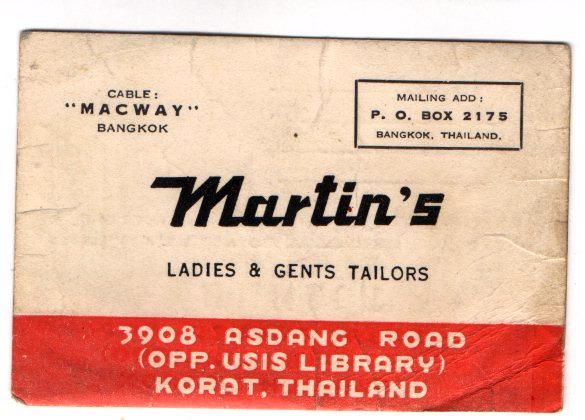 CABLE:
"MACWAY"
BANGKOK
MAILING ADD:
P. O. BOX 2175
BANGKOK, THAILAND.
Martin's
LADIES & GENTS TAILORS
3908 ASDANG ROAD
(OPP. USIS LIBRARY)
KORAT, THAILAND